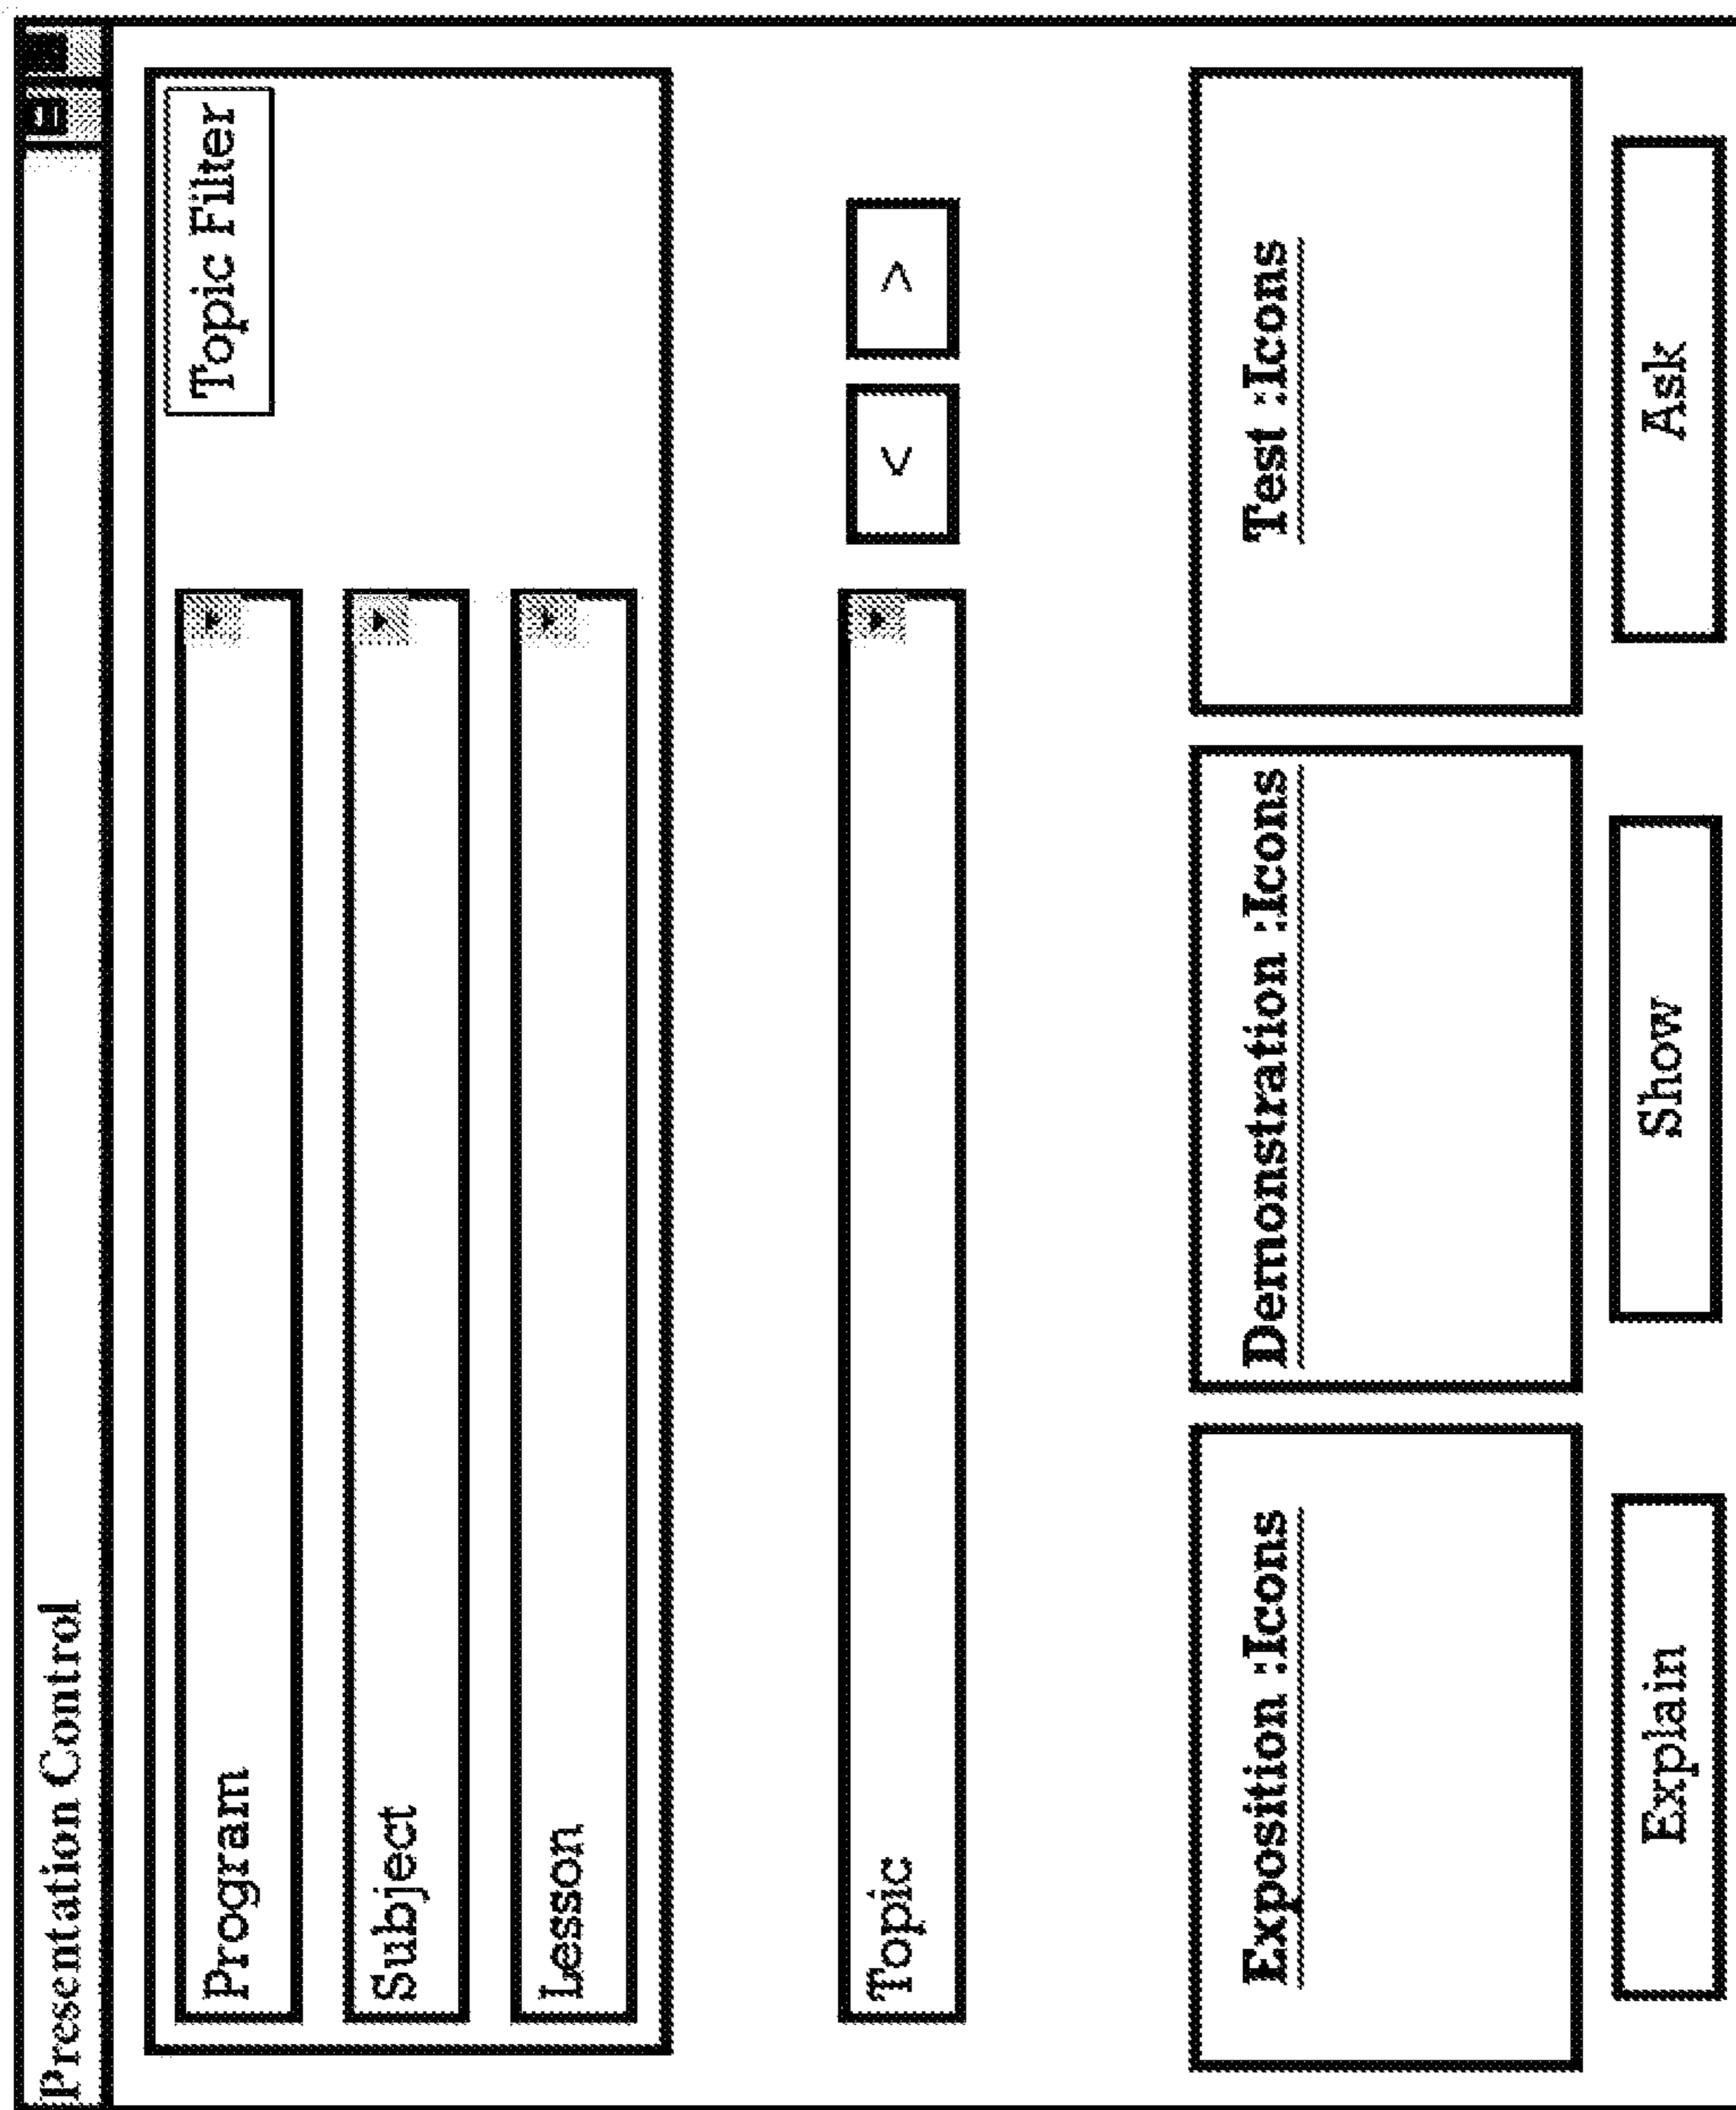 Presentation Control
Topic Filter
Program
Subject
Lesson
Topic
<
>
Exposition :Icons
Demonstration :Icons
Test :Icons
Explain
Show
Ask